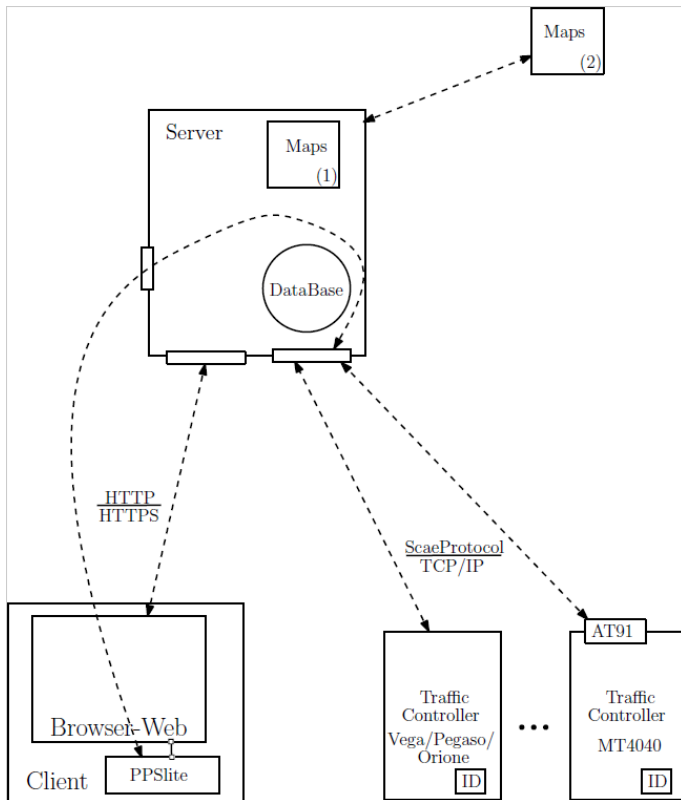 Maps
(2)
Server
Maps
(1)
DataBase
HTTP
HTTPS
ScaeProtocol
TCP/IP
Browser-Web
PPSlite
Client
Traffic
Controller
Vega/Pegaso/
Orione
ID
AT91
Traffic
Controller
MT4040
ID